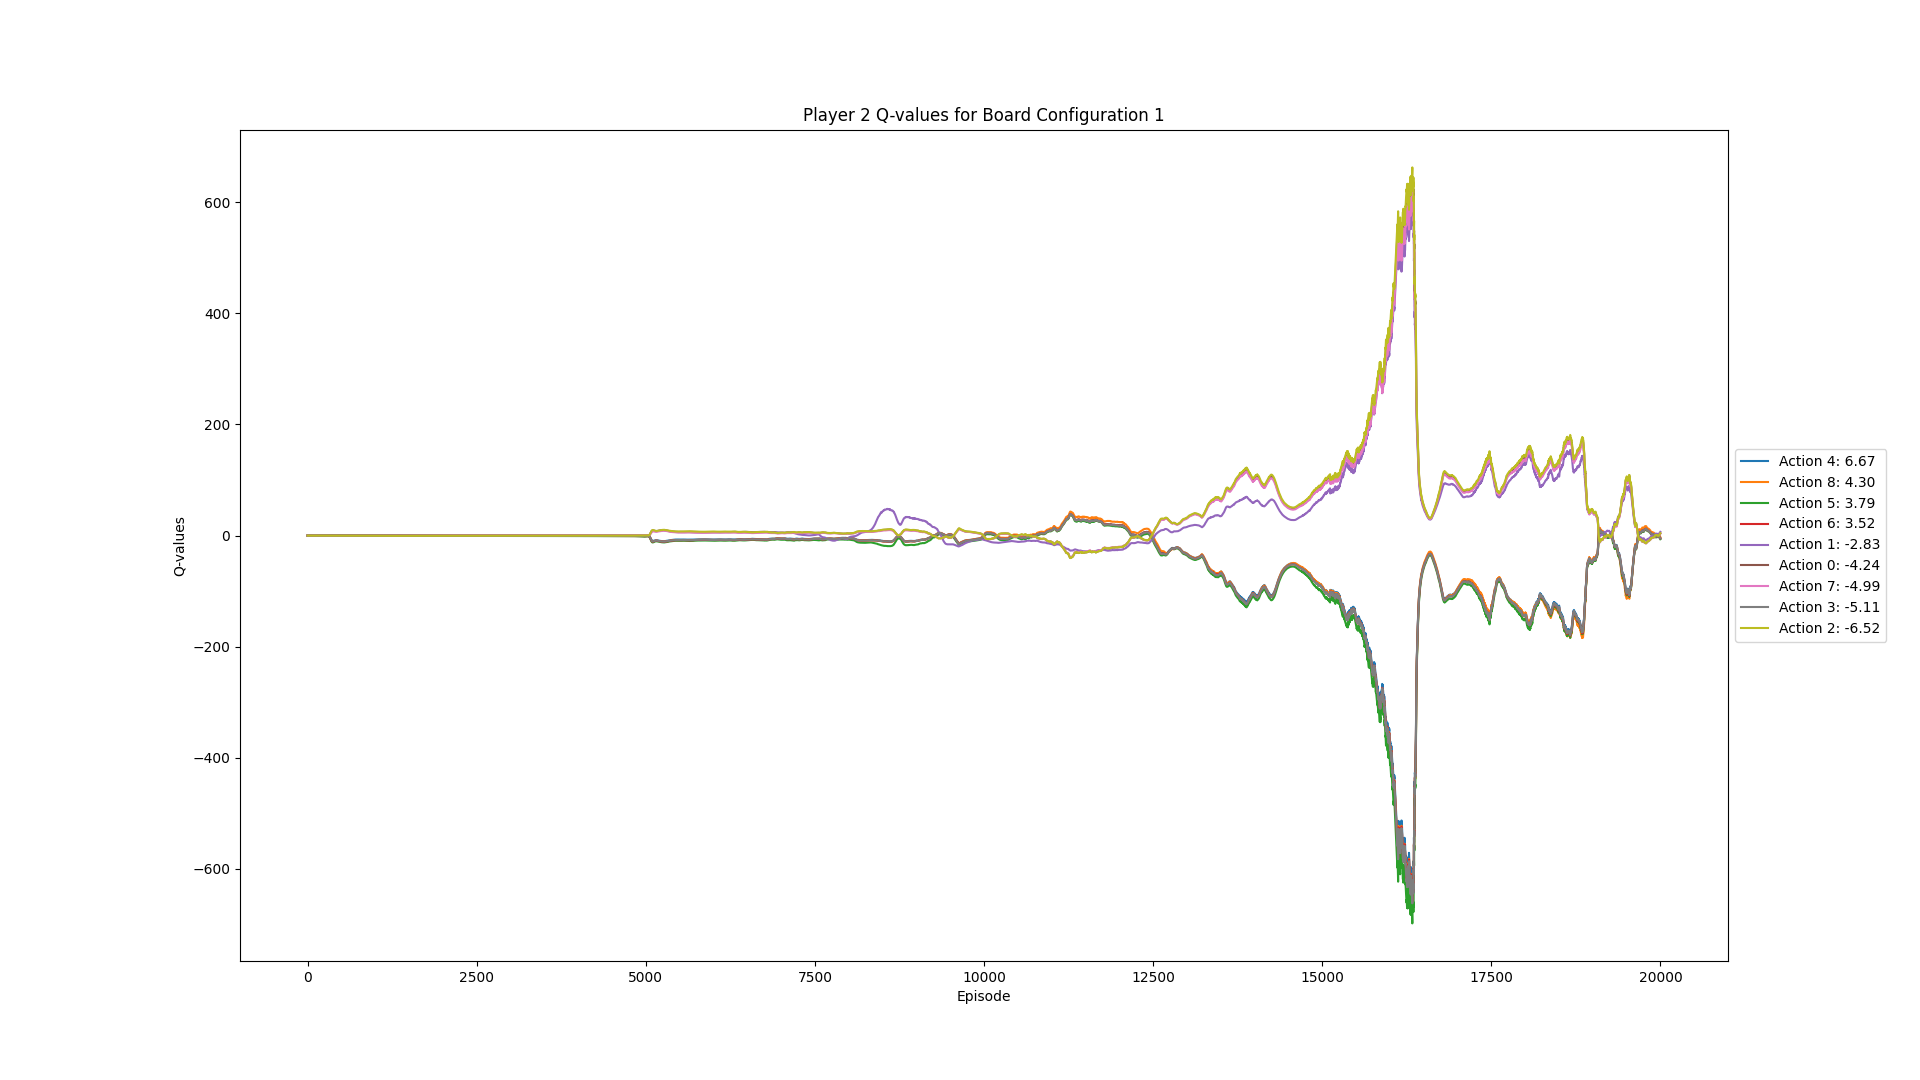 Player 2 Q-values for Board Configuration 1
600
400
200
0
−200
−400
−600
Q-values
0
2500
5000
7500
10000
12500
15000
17500
20000
Episode
Action 4: 6.67
Action 8: 4.30
Action 5: 3.79
Action 6: 3.52
Action 1: -2.83
Action 0: -4.24
Action 7: -4.99
Action 3: -5.11
Action 2: -6.52